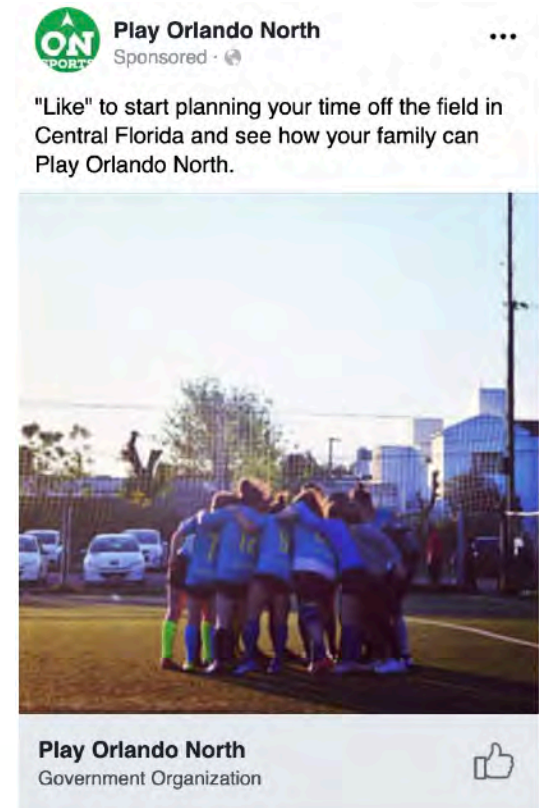 ON
SPORTS
Play Orlando North
Sponsored ·
"Like" to start planning your time off the field in
Central Florida and see how your family can
Play Orlando North.
Play Orlando North
Government Organization